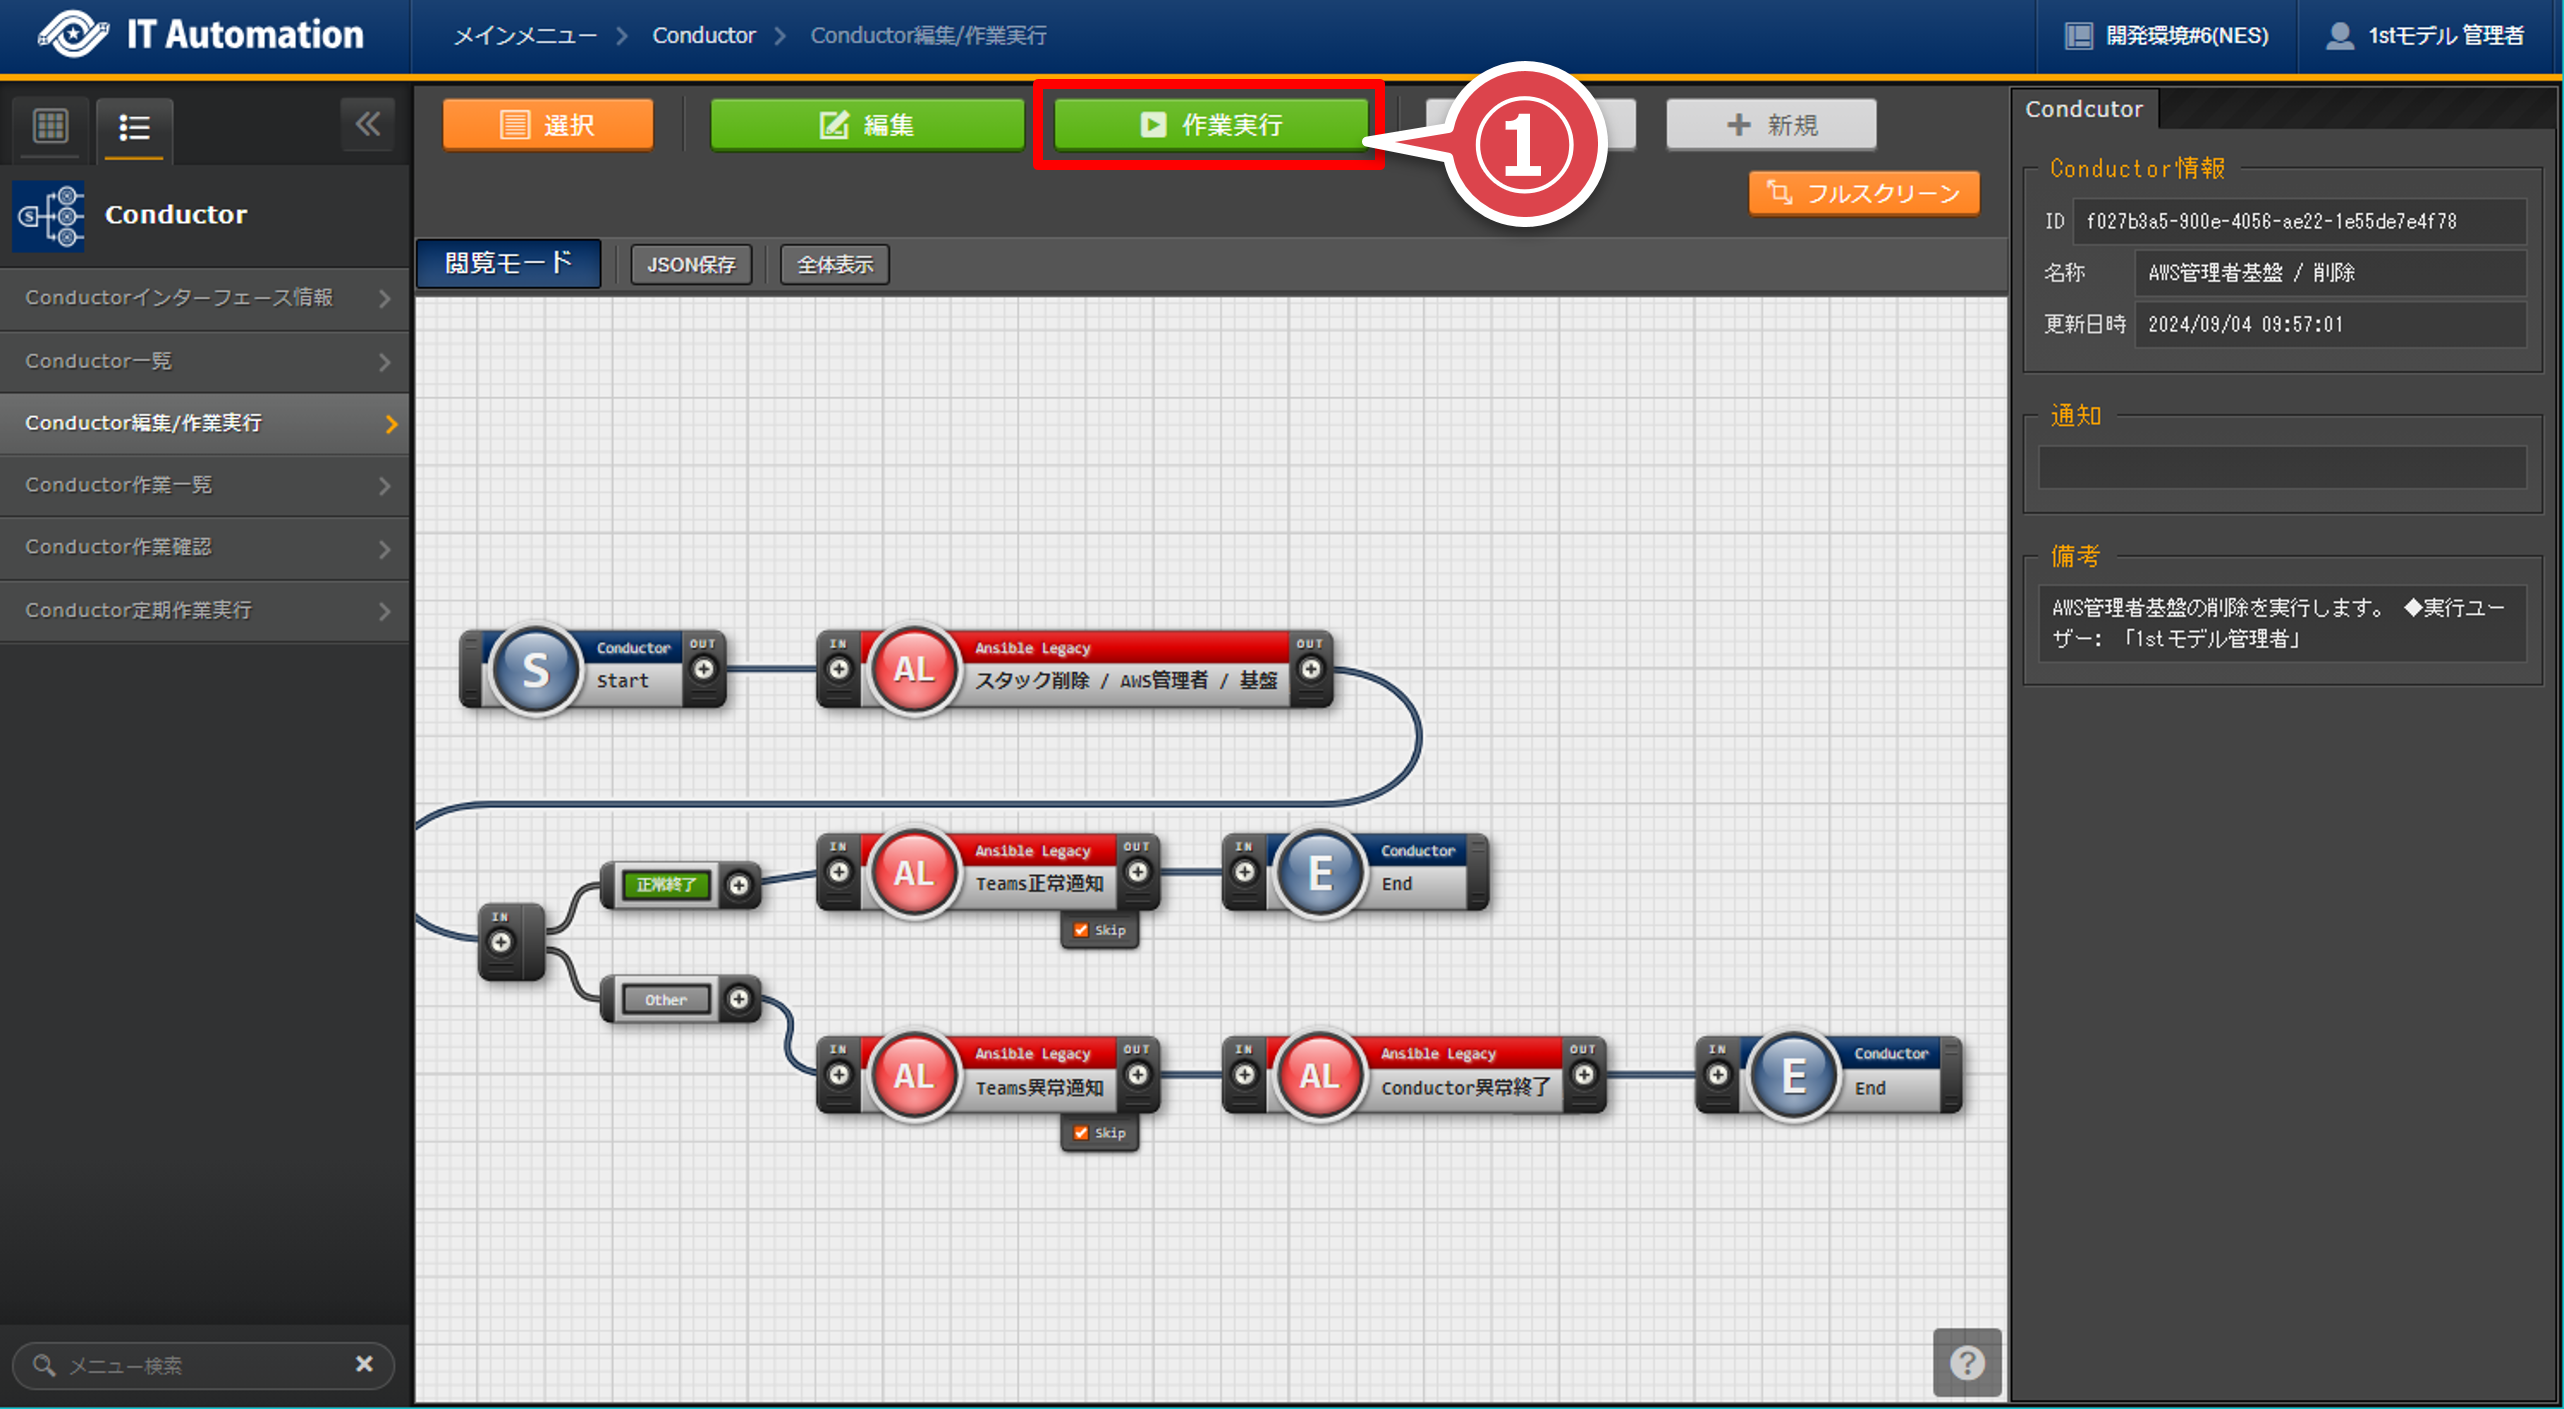 IT Automation
メインメニュー > Conductor > Conductor編集/作業実行
開発環境#6(NES)
1stモデル 管理者
選択
編集
作業実行
①
新規
フルスクリーン
Conductor
Conductorインターフェース情報
Conductor一覧
Conductor編集/作業実行
Conductor作業一覧
Conductor作業確認
Conductor定期作業実行
メニュー検索
閲覧モード
JSON保存
全体表示
Conductor
Start
OUT
IN
AL
Ansible Legacy
スタック削除 / AWS管理者 / 基盤
OUT
S
IN
正常終了
Other
IN
AL
Ansible Legacy
Teams正常通知
OUT
Skip
IN
E
Conductor
End
IN
AL
Ansible Legacy
Teams異常通知
OUT
Skip
IN
AL
Ansible Legacy
Conductor異常終了
OUT
IN
E
Conductor
End
Condcutor
Conductor情報
ID f027b3a5-900e-4056-ae22-1e55de7e4f78
名称 AWS管理者基盤 / 削除
更新日時 2024/09/04 09:57:01
通知
備考
AWS管理者基盤の削除を実行します。 ◆実行ユー
ザー: 「1stモデル管理者」